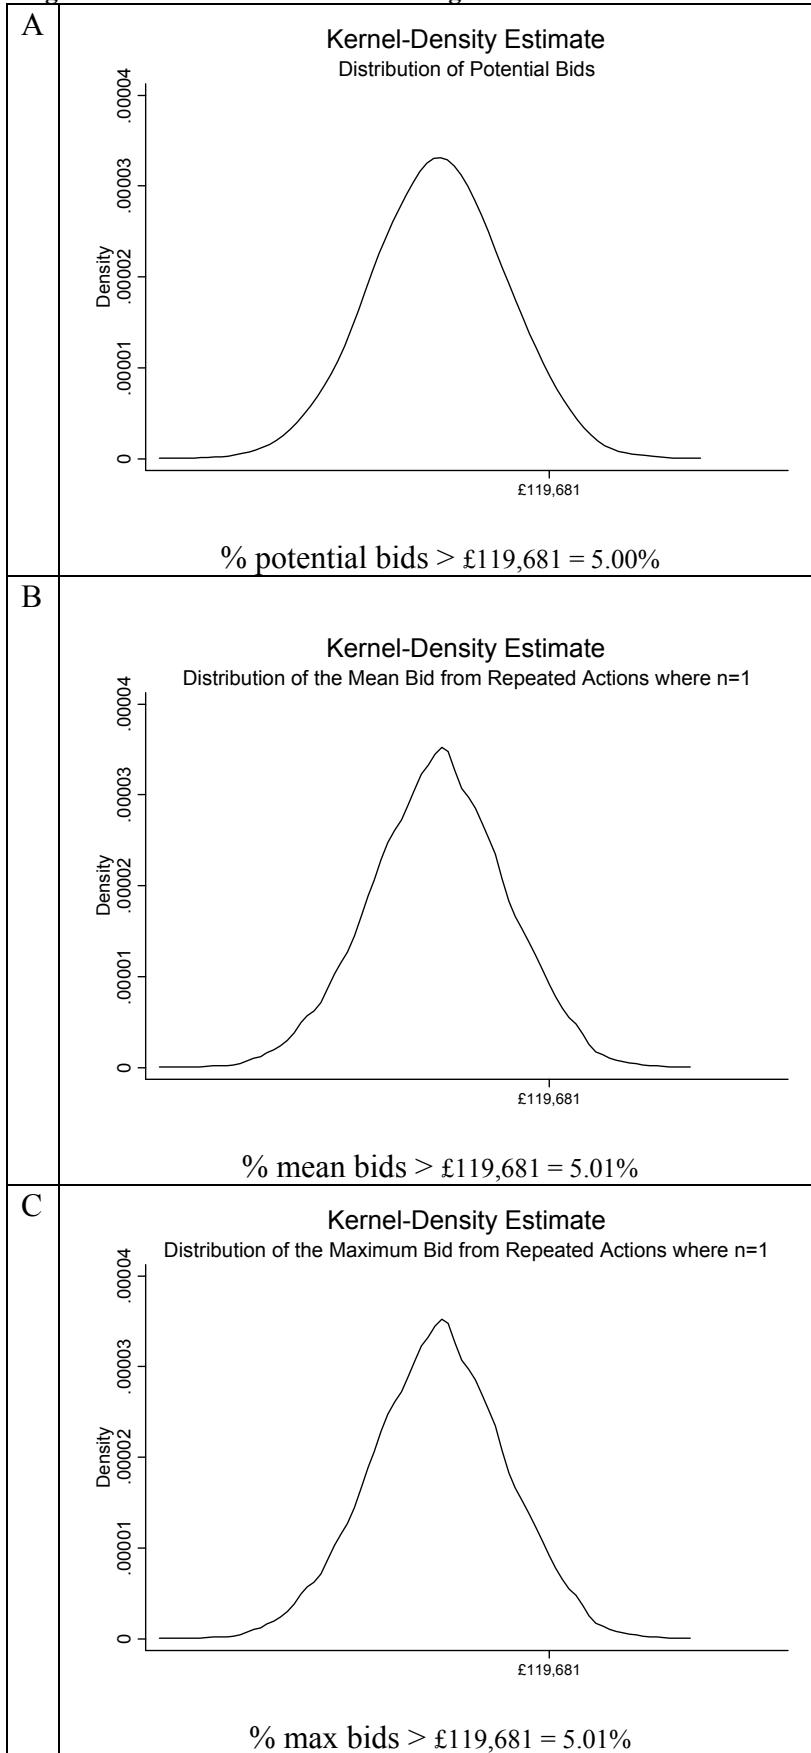 A
Kernel-Density Estimate
Distribution of Potential Bids
Density
0 .00001 .00002 .00003 .00004
£119,681
% potential bids > £119,681 = 5.00%
B
Kernel-Density Estimate
Distribution of the Mean Bid from Repeated Actions where n=1
Density
0 .00001 .00002 .00003 .00004
£119,681
% mean bids > £119,681 = 5.01%
C
Kernel-Density Estimate
Distribution of the Maximum Bid from Repeated Actions where n=1
Density
0 .00001 .00002 .00003 .00004
£119,681
% max bids > £119,681 = 5.01%